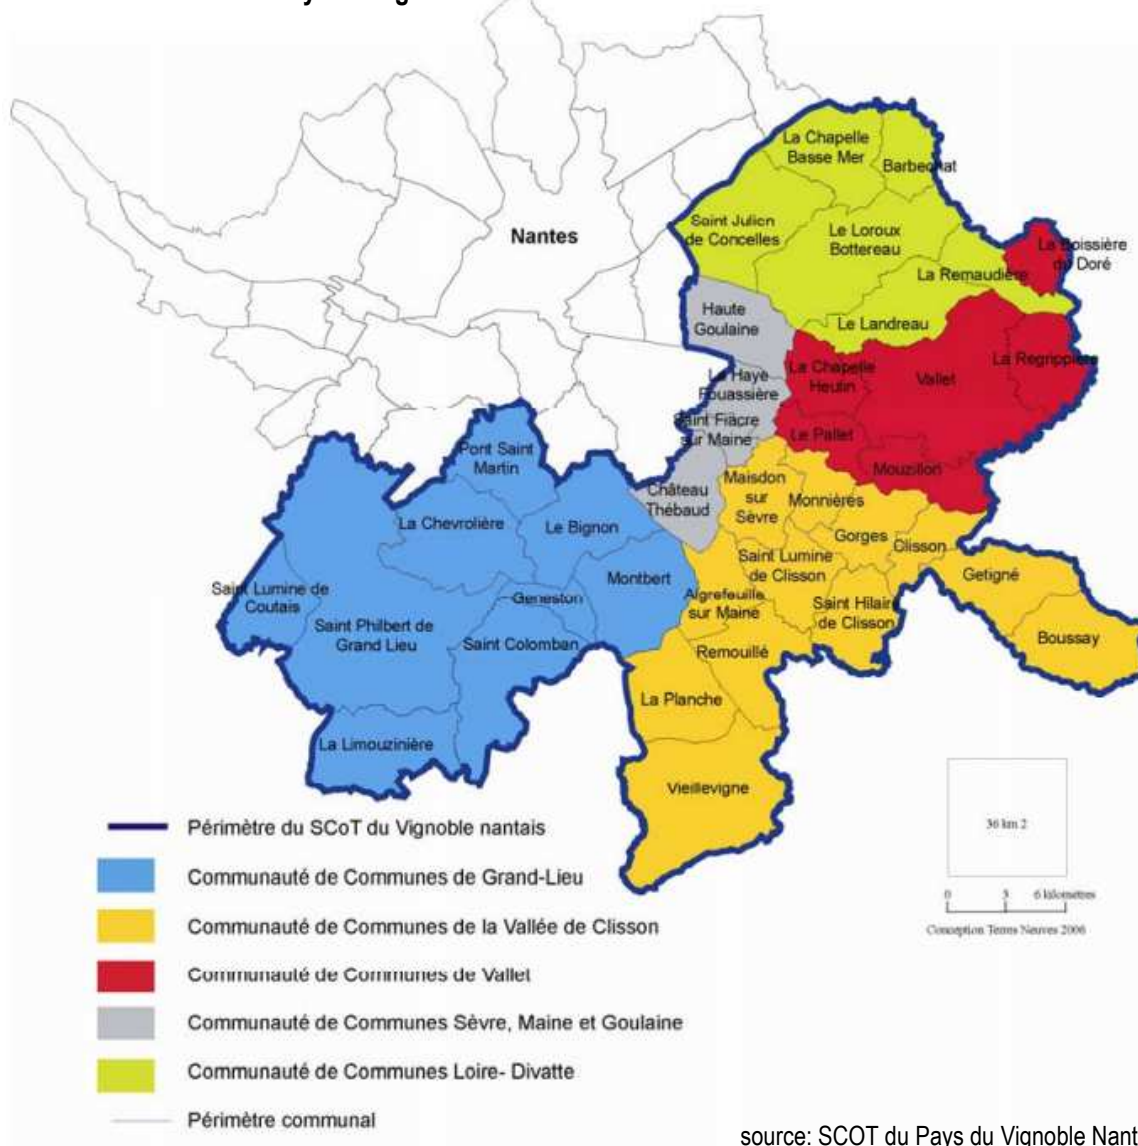 La Chapelle
Basse Mer
Barbechat
Saint Julien
de Concelles
Le Loroux
Bottereau
Nantes
La Boissière
du Doré
La Remaudière
Haute
Goulaine
Le Landreau
La Regrippière
La Chapelle
Heulin
Vallet
La Haye
Fouassière
Saint Fiacre
sur Maine
Le Pallet
Mouzillon
Pont Saint
Martin
Château
Thébaud
Maisdon
sur
Sèvre
Monnières
La Chevrolière
Le Bignon
Gorges
Clisson
Saint Lumine
de Clisson
Getigné
Montbert
Saint Lumine de
Coutais
Geneston
Aigrefeuille
sur Maine
Saint Hilaire
de Clisson
Saint Philbert de
Grand Lieu
Saint Colomban
Boussay
Remouillé
La Planche
La Limouzinière
Vieillevigne
36 km 2
0 3 6 kilomètres
Conception Terres Neuves 2006
Périmètre du SCoT du Vignoble nantais
Communauté de Communes de Grand-Lieu
Communauté de Communes de la Vallée de Clisson
Communauté de Communes de Vallet
Communauté de Communes Sèvre, Maine et Goulaine
Communauté de Communes Loire- Divatte
Périmètre communal
source: SCOT du Pays du Vignoble Nant